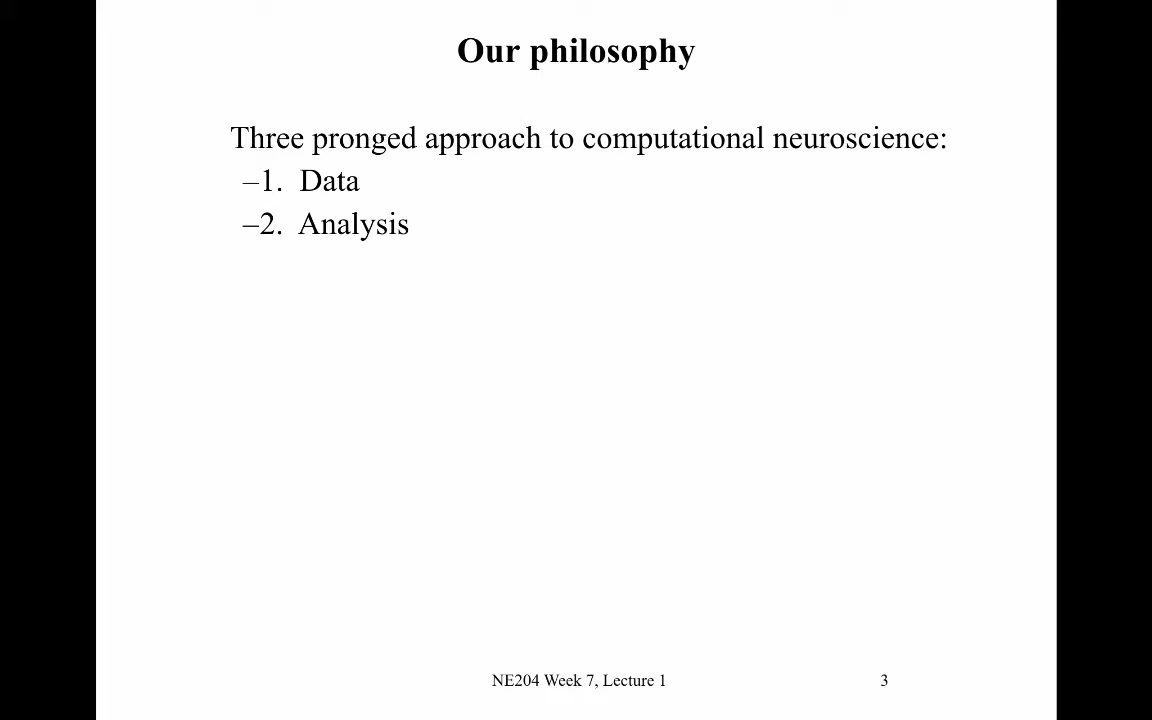 Our philosophy
Three pronged approach to computational neuroscience:
–1. Data
–2. Analysis
NE204 Week 7, Lecture 1
3